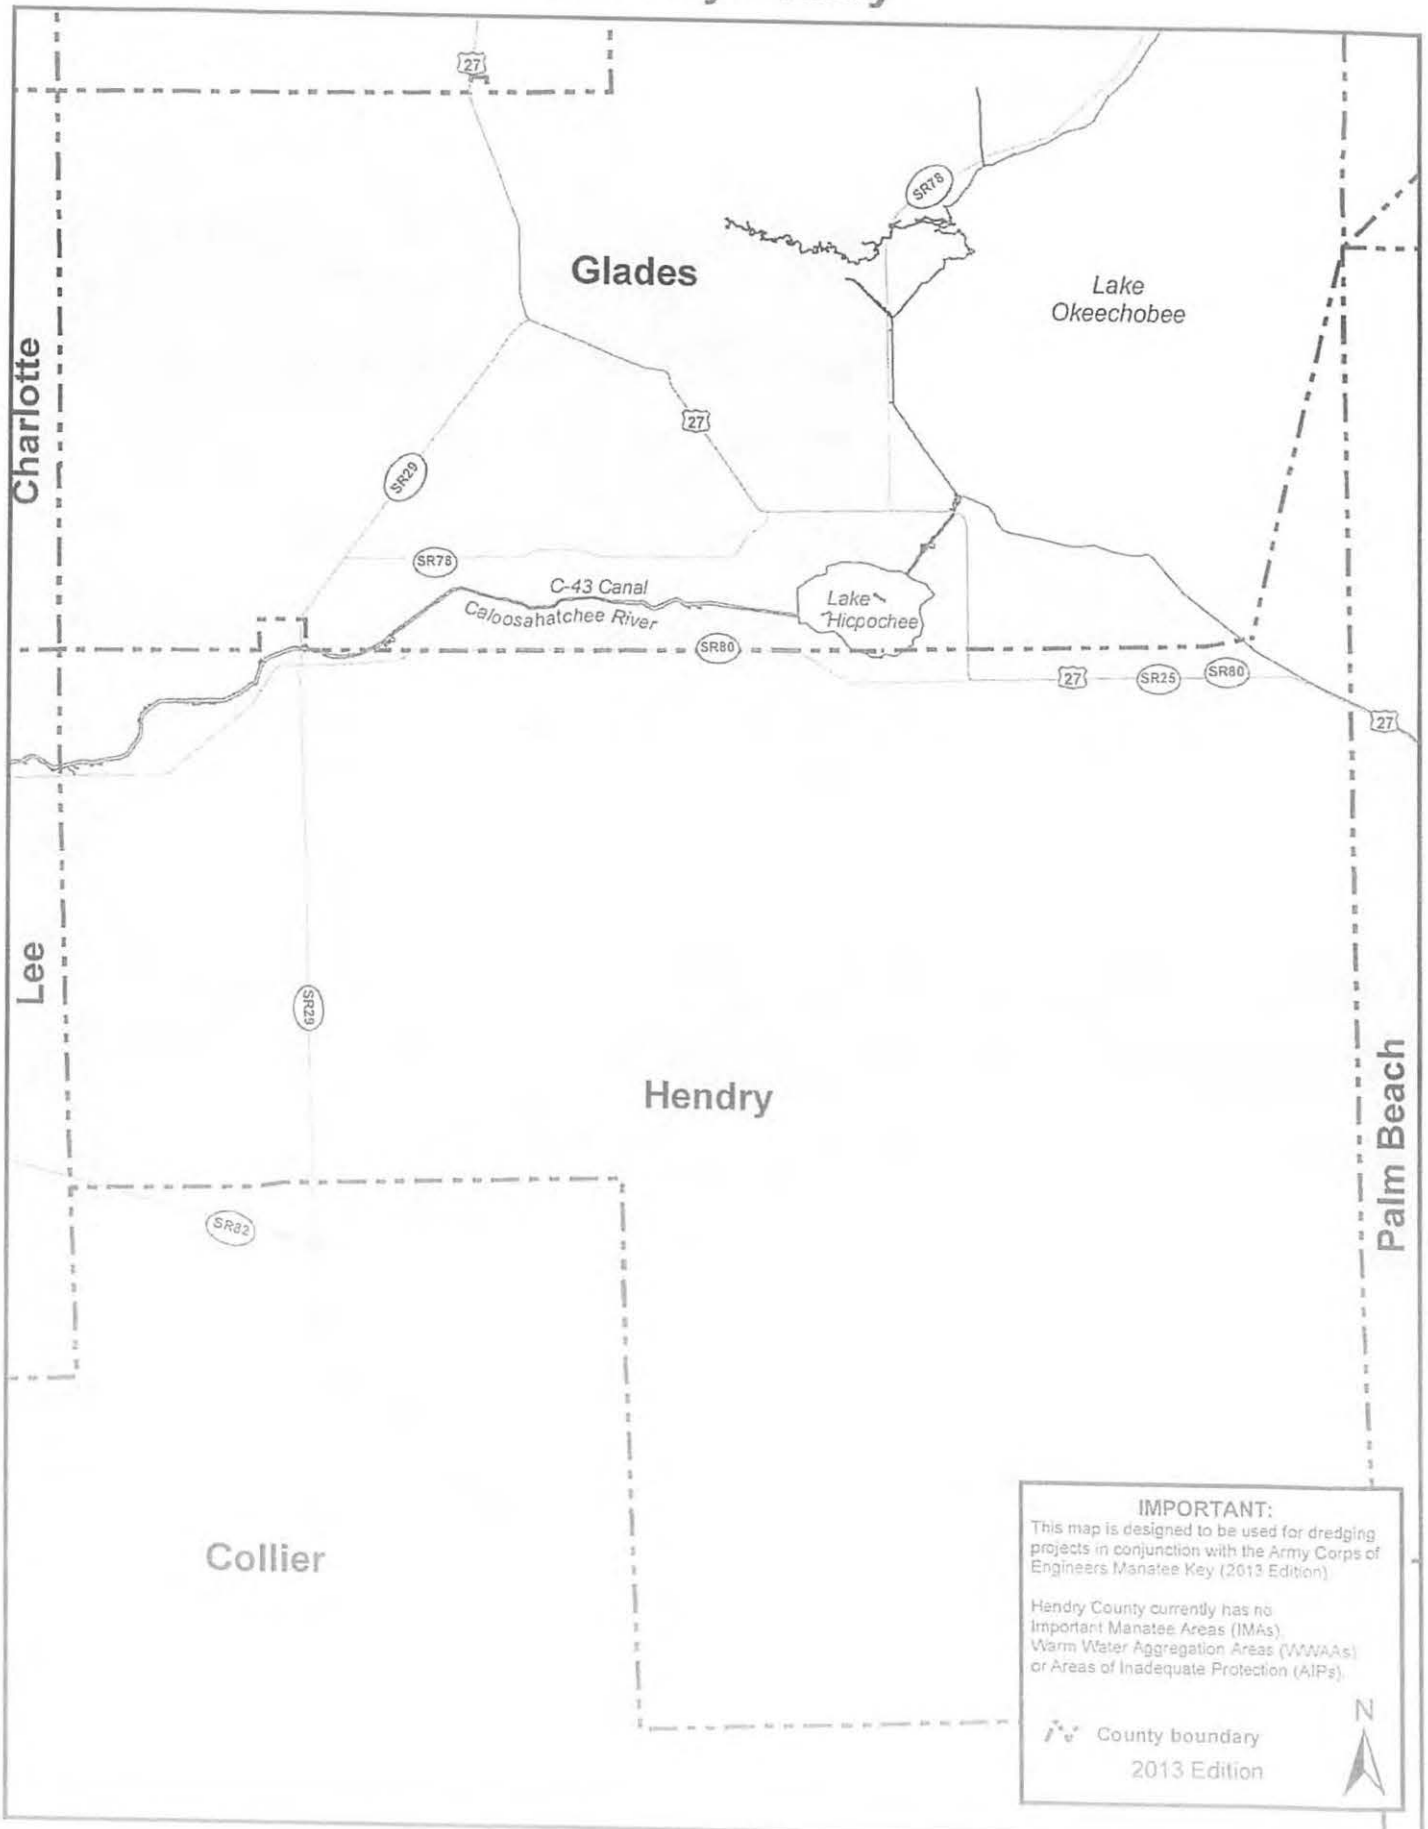 27
SR78
Glades
Lake
Okeechobee
Charlotte
27
SR29
SR78
C-43 Canal
Caloosahatchee River
Lake
Hicpochee
SR80
27
SR25
SR80
27
Lee
SR29
Hendry
Palm Beach
SR82
Collier
IMPORTANT:
This map is designed to be used for dredging
projects in conjunction with the Army Corps of
Engineers Manatee Key (2013 Edition).
Hendry County currently has no
Important Manatee Areas (IMAs),
Warm Water Aggregation Areas (WWAAs)
or Areas of Inadequate Protection (AIPs).
N
County boundary
2013 Edition